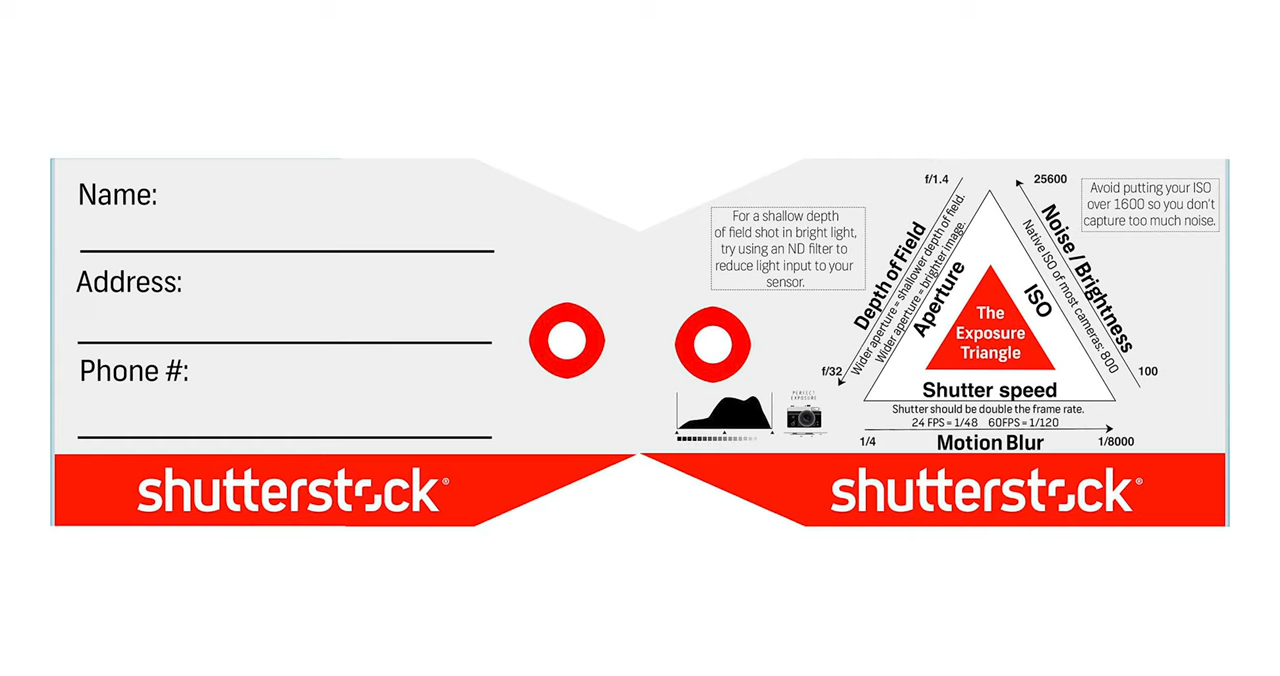 Name:
Address:
Phone #:
shutterstock®
For a shallow depth
of field shot in bright light,
try using an ND filter to
reduce light input to your
sensor.
PERFECT
EXPOSURE
f/1.4
f/32
Depth of Field
Wider aperture = shallower depth of field.
Wider aperture = brighter image.
Aperture
25600
100
Noise / Brightness
Native ISO of most cameras: 800
ISO
Avoid putting your ISO
over 1600 so you don't
capture too much noise.
The
Exposure
Triangle
Shutter speed
Shutter should be double the frame rate.
24 FPS = 1/48 60FPS = 1/120
1/4
1/8000
Motion Blur
shutterstock®